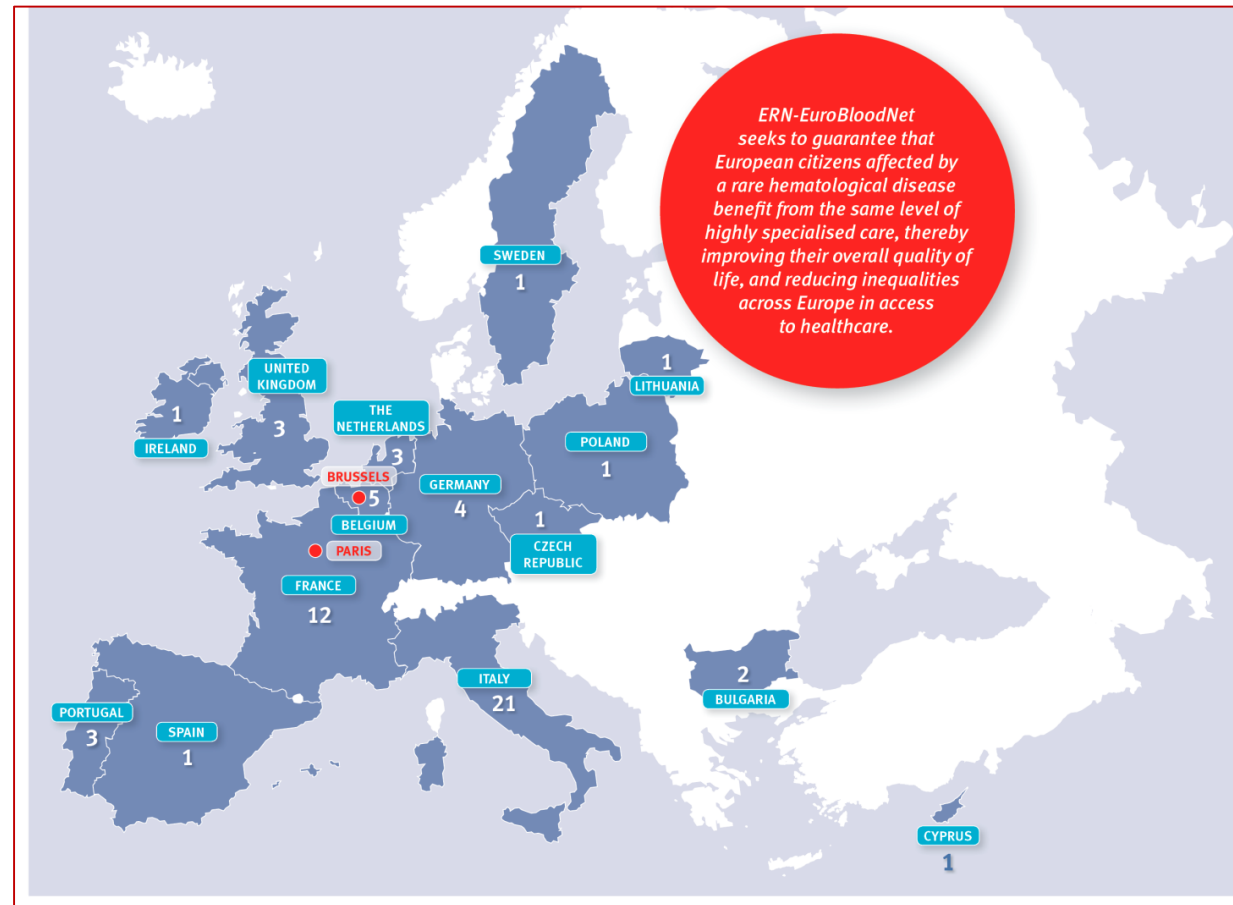 ERN-EuroBloodNet
seeks to guarantee that
European citizens affected by
a rare hematological disease
benefit from the same level of
highly specialised care, thereby
improving their overall quality of
life, and reducing inequalities
across Europe in access
to healthcare.
SWEDEN
1
1
LITHUANIA
UNITED
KINGDOM
3
1
IRELAND
THE
NETHERLANDS
3
POLAND
1
BRUSSELS
5
BELGIUM
GERMANY
4
1
CZECH
REPUBLIC
PARIS
FRANCE
12
ITALY
21
2
BULGARIA
PORTUGAL
3
SPAIN
1
CYPRUS
1